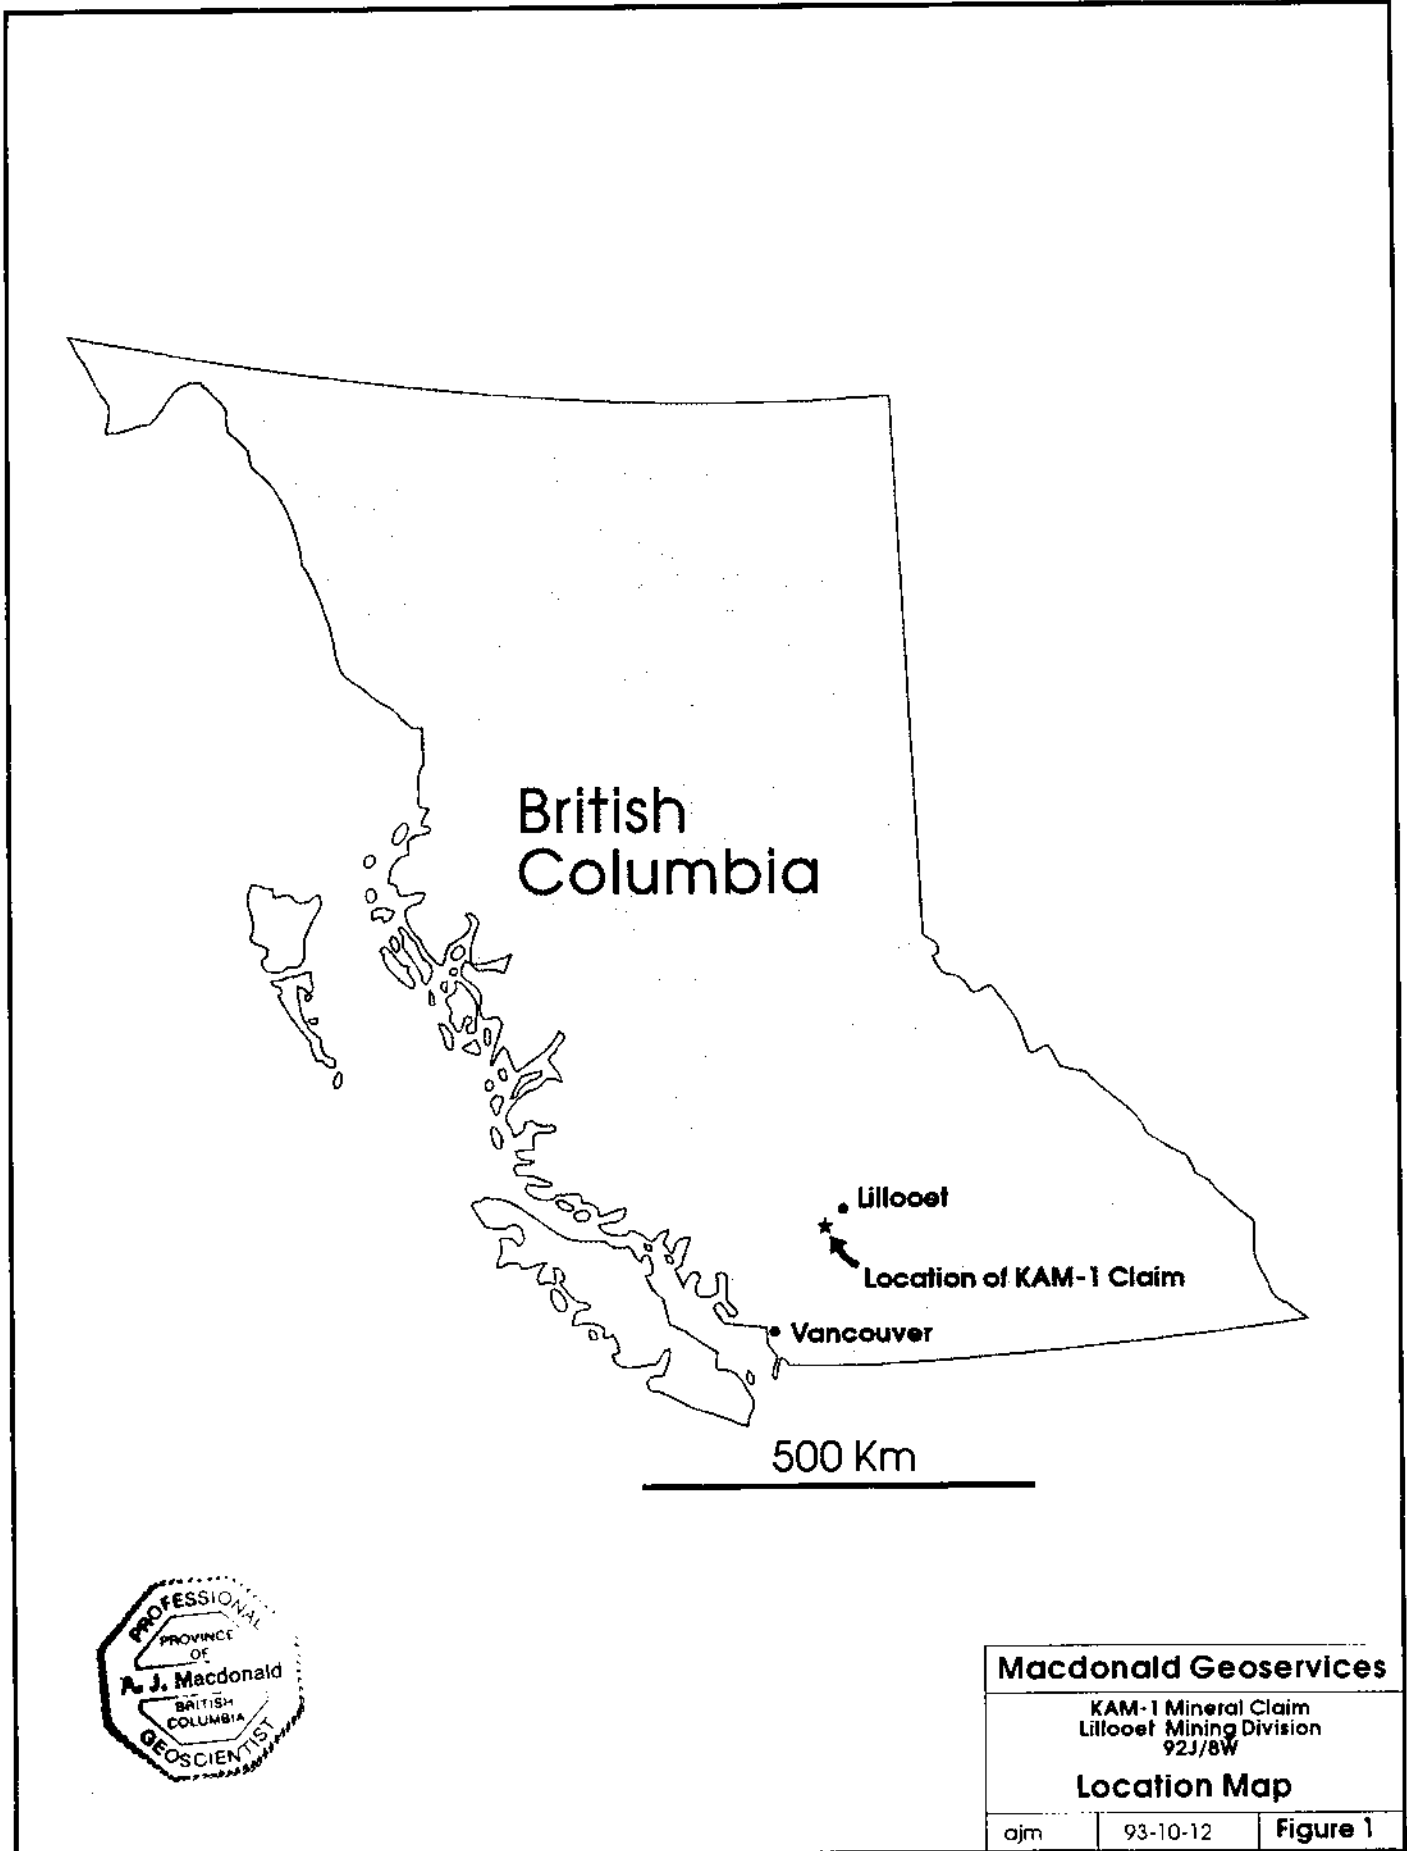 British
Columbia
Lillooet
Location of KAM-1 Claim
Vancouver
500 Km
PROFESSIONAL
PROVINCE
OF
A. J. Macdonald
BRITISH
COLUMBIA
GEOSCIENTIST
Macdonald Geoservices
KAM-1 Mineral Claim
Lillooet Mining Division
92J/8W
Location Map
ajm
93-10-12
Figure 1